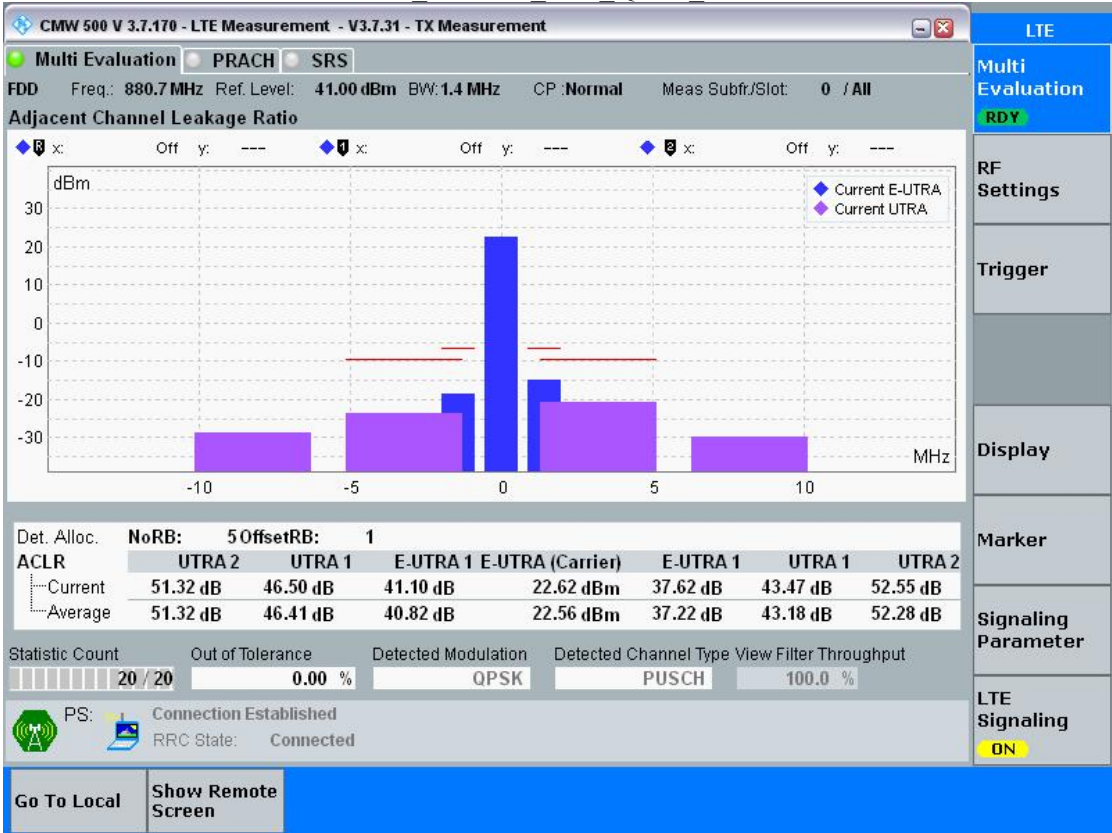 CMW 500 V 3.7.170 - LTE Measurement - V3.7.31 - TX Measurement
LTE
Multi Evaluation PRACH SRS
Multi
Evaluation
RDY
FDD Freq.: 880.7 MHz Ref. Level: 41.00 dBm BW: 1.4 MHz CP :Normal Meas Subfr./Slot: 0 / All
Adjacent Channel Leakage Ratio
R x: Off y: --- 1 x: Off y: --- 2 x: Off y: ---
dBm
Current E-UTRA
Current UTRA
30
20
10
0
-10
-20
-30
MHz
-10 -5 0 5 10
RF
Settings
Trigger
Display
Marker
Signaling
Parameter
LTE
Signaling
ON
Det. Alloc. NoRB: 5 OffsetRB: 1
ACLR UTRA 2 UTRA 1 E-UTRA 1 E-UTRA (Carrier) E-UTRA 1 UTRA 1 UTRA 2
Current 51.32 dB 46.50 dB 41.10 dB 22.62 dBm 37.62 dB 43.47 dB 52.55 dB
Average 51.32 dB 46.41 dB 40.82 dB 22.56 dBm 37.22 dB 43.18 dB 52.28 dB
Statistic Count Out of Tolerance Detected Modulation Detected Channel Type View Filter Throughput
20 / 20 0.00 % QPSK PUSCH 100.0 %
PS: Connection Established
RRC State: Connected
Go To Local
Show Remote
Screen